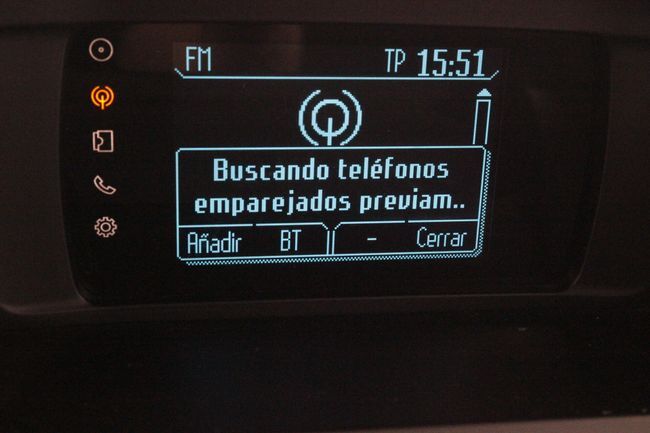 FM TP 15:51
Buscando teléfonos
emparejados previam..
Añadir BT - Cerrar